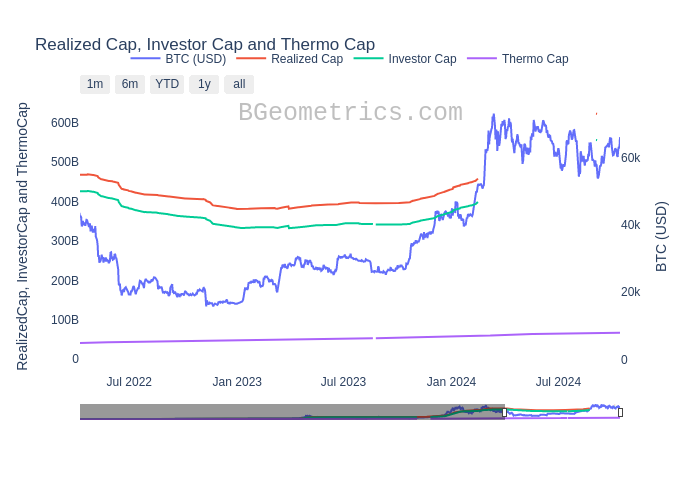 Realized Cap, Investor Cap and Thermo Cap
BTC (USD) Realized Cap Investor Cap Thermo Cap
1m 6m YTD 1y all
BGeometrics.com
RealizedCap, InvestorCap and ThermoCap
600B
500B
400B
300B
200B
100B
0
60k
40k
20k
0
BTC (USD)
Jul 2022 Jan 2023 Jul 2023 Jan 2024 Jul 2024